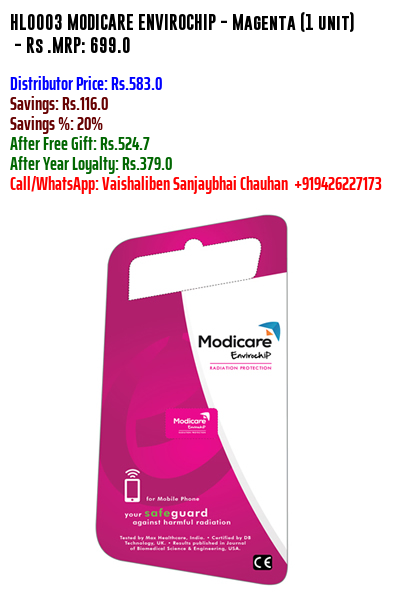 HL0003 MODICARE ENVIROCHIP - MAGENTA (1 UNIT)
- RS .MRP: 699.0
Distributor Price: Rs.583.0
Savings: Rs.116.0
Savings %: 20%
After Free Gift: Rs.524.7
After Year Loyalty: Rs.379.0
Call/WhatsApp: Vaishaliben Sanjaybhai Chauhan +919426227173
Modicare
EnvirochiP
RADIATION PROTECTION
Modicare
EnvirochiP
RADIATION PROTECTION
for Mobile Phone
your safeguard
against harmful radiation
Tested by Max Healthcare, India. • Certified by DB
Technology, UK. • Results published in Journal
of Biomedical Science & Engineering, USA.
CE